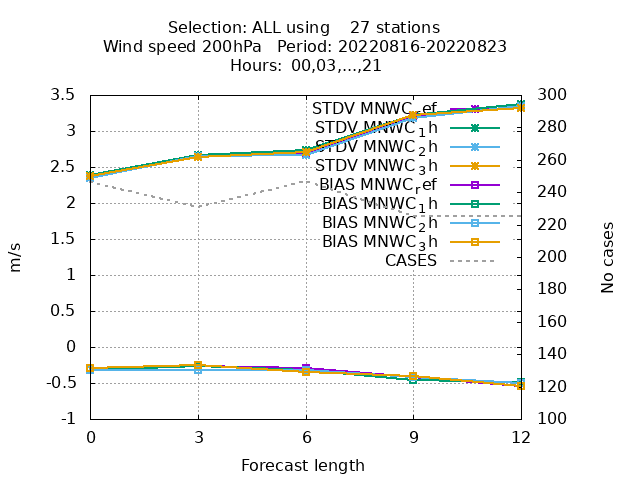 Selection: ALL using 27 stations
Wind speed 200hPa Period: 20220816-20220823
Hours: 00,03,...,21
3.5
3
2.5
2
1.5
1
0.5
0
-0.5
-1
m/s
300
280
260
240
220
200
180
160
140
120
100
No cases
STDV MNWC_ref
STDV MNWC_1h
STDV MNWC_2h
STDV MNWC_3h
BIAS MNWC_ref
BIAS MNWC_1h
BIAS MNWC_2h
BIAS MNWC_3h
CASES
0 3 6 9 12
Forecast length